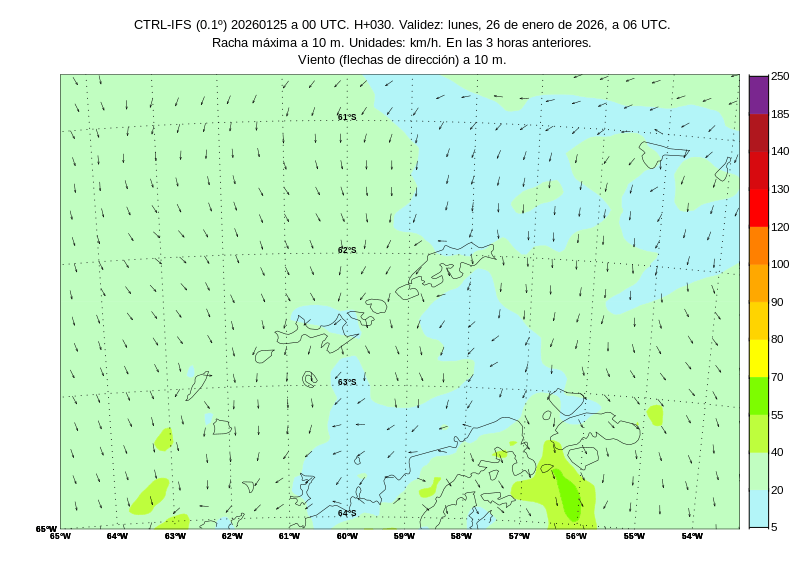 CTRL-IFS (0.1º) 20260125 a 00 UTC. H+030. Validez: lunes, 26 de enero de 2026, a 06 UTC.
Racha máxima a 10 m. Unidades: km/h. En las 3 horas anteriores.
Viento (flechas de dirección) a 10 m.
61°S
62°S
63°S
64°S
65°W
65°W 64°W 63°W 62°W 61°W 60°W 59°W 58°W 57°W 56°W 55°W 54°W
250
185
140
130
120
100
90
80
70
55
40
20
5